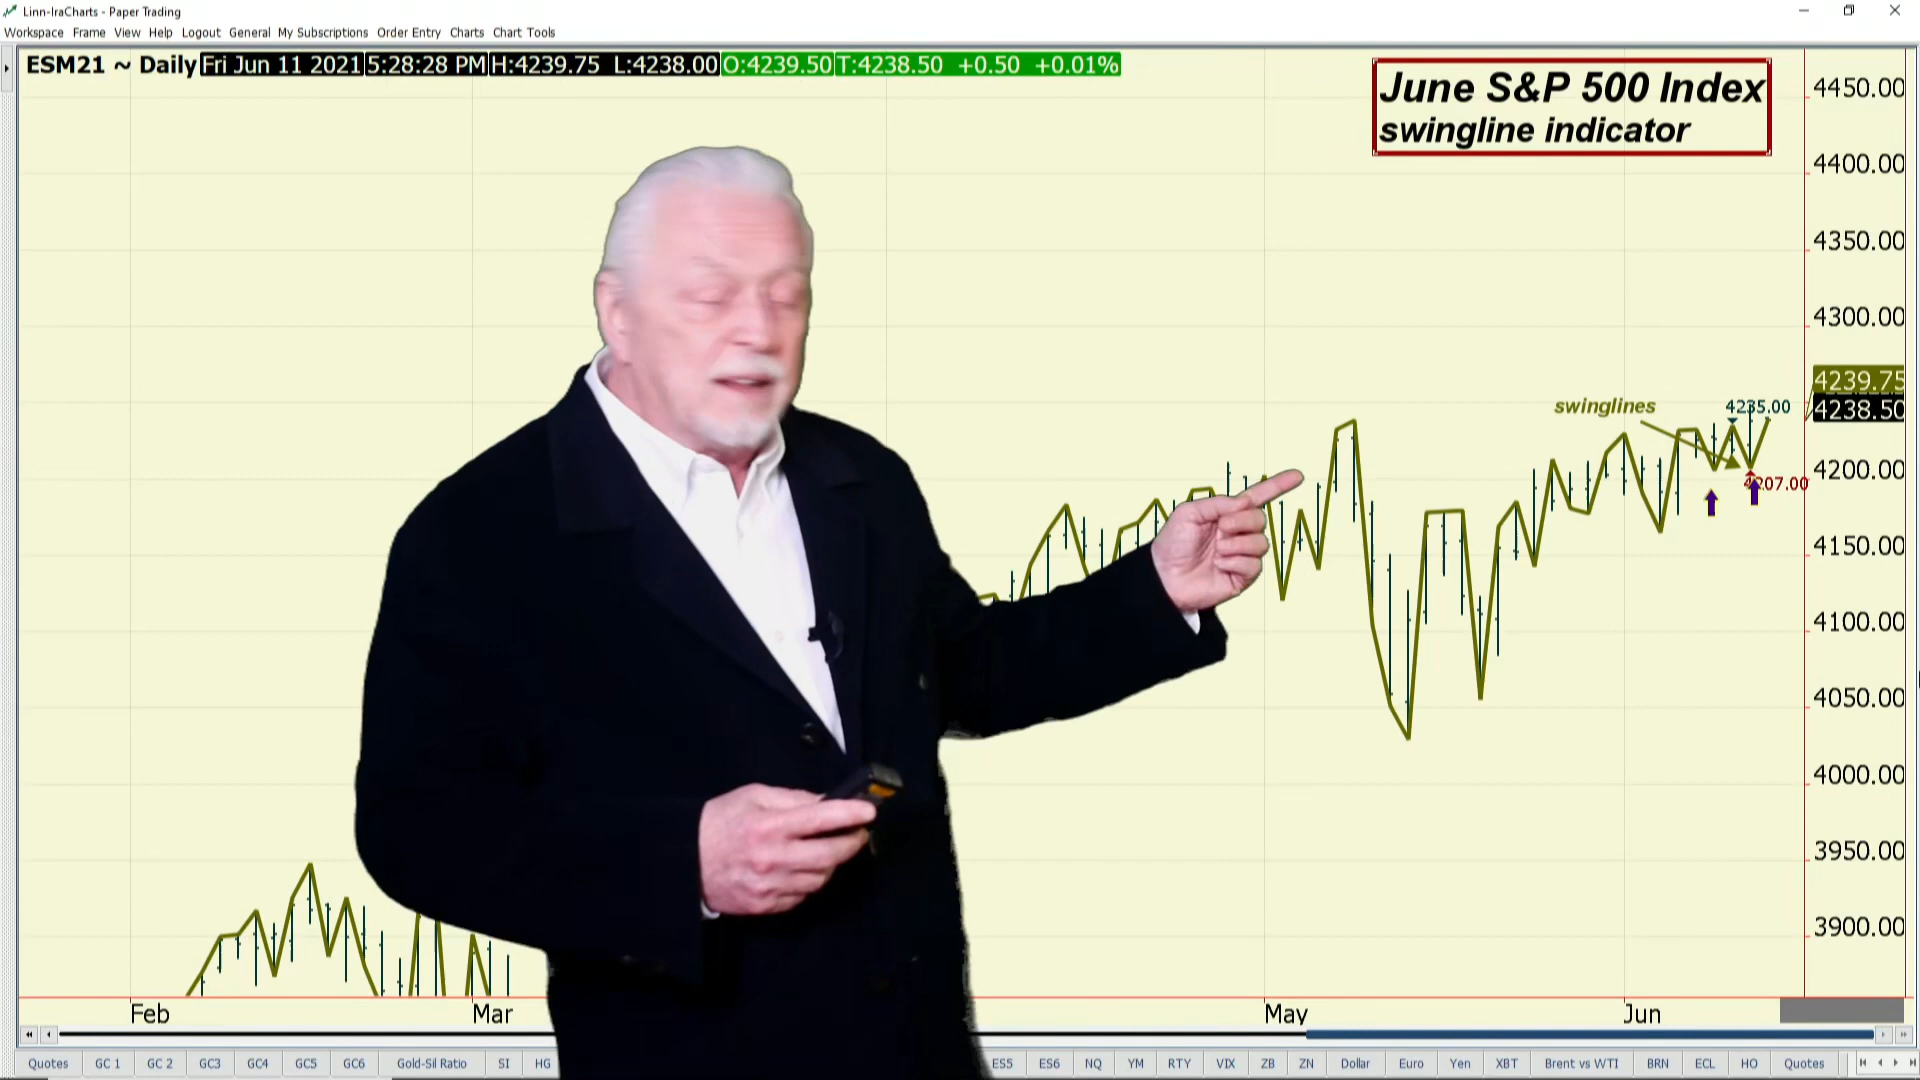 Linn-IraCharts - Paper Trading
Workspace Frame View Help Logout General My Subscriptions Order Entry Charts Chart Tools
ESM21 ~ Daily Fri Jun 11 2021 5:28:28 PM H:4239.75 L:4238.00 O:4239.50 T:4238.50 +0.50 +0.01%
June S&P 500 Index
swingline indicator
4450.00
4400.00
4350.00
4300.00
4239.75
swinglines 4235.00 4238.50
4200.00
4207.00
4150.00
4100.00
4050.00
4000.00
3950.00
3900.00
Feb Mar May Jun
Quotes GC 1 GC 2 GC3 GC4 GC5 GC6 Gold-Sil Ratio SI HG ES5 ES6 NQ YM RTY VIX ZB ZN Dollar Euro Yen XBT Brent vs WTI BRN ECL HO Quotes